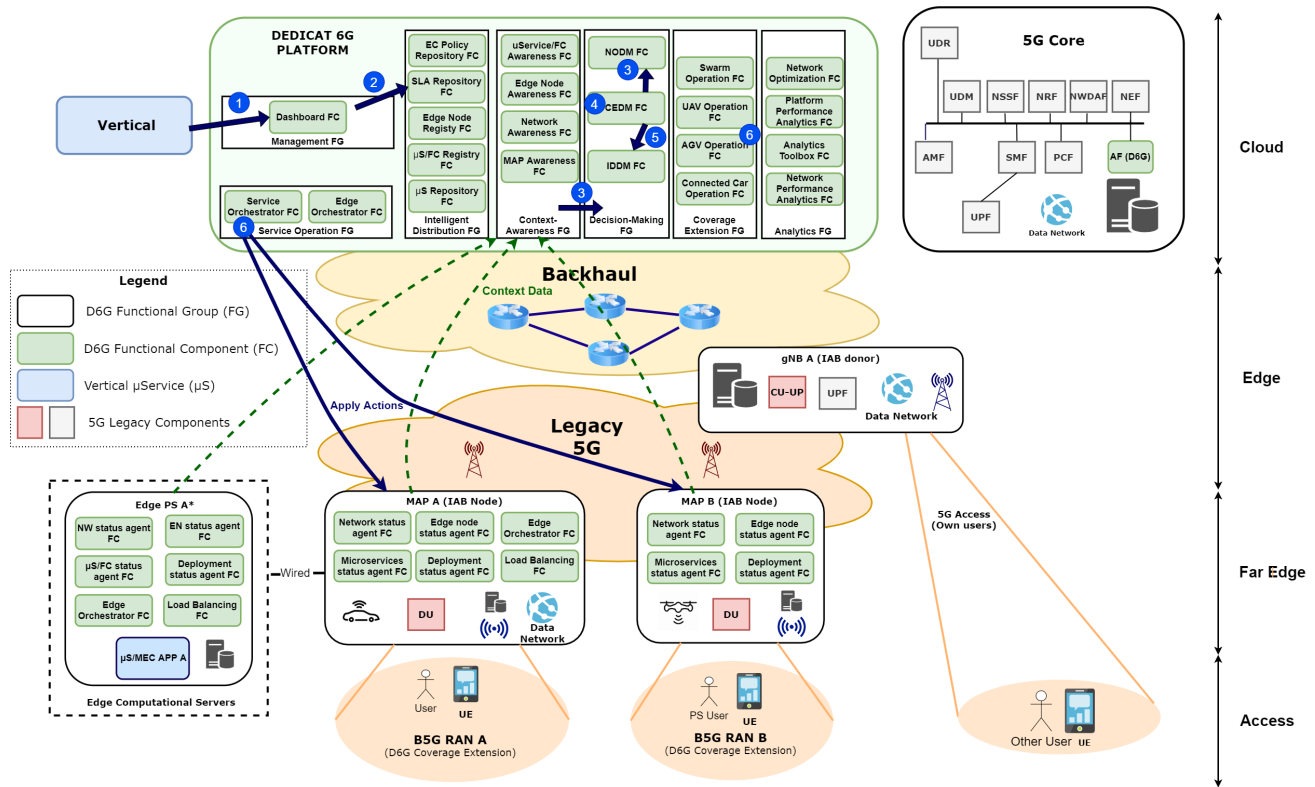 DEDICAT 6G
PLATFORM
Vertical
1
2
Dashboard FC
Management FG
Service
Orchestrator FC
Edge
Orchestrator FC
6
Service Operation FG
EC Policy
Repository FC
SLA Repository
FC
Edge Node
Registy FC
µS/FC Registry
FC
µS Repository
FC
Intelligent
Distribution FG
uService/FC
Awareness FC
Edge Node
Awareness FC
Network
Awareness FC
MAP Awareness
FC
3
Context-
Awareness FG
NODM FC
3
4
CEDM FC
5
IDDM FC
Decision-Making
FG
Swarm
Operation FC
UAV Operation
FC
6
AGV Operation
FC
Connected Car
Operation FC
Coverage
Extension FG
Network
Optimization FC
Platform
Performance
Analytics FC
Analytics
Toolbox FC
Network
Performance
Analytics FC
Analytics FG
5G Core
UDR
UDM
NSSF
NRF
NWDAF
NEF
AMF
SMF
PCF
AF (D6G)
UPF
Data Network
Cloud
Edge
Far Edge
Access
Legend
D6G Functional Group (FG)
D6G Functional Component (FC)
Vertical µService (µS)
5G Legacy Components
Backhaul
Context Data
Apply Actions
Legacy
5G
gNB A (IAB donor)
CU-UP
UPF
Data Network
5G Access
(Own users)
Edge PS A*
NW status agent
FC
EN status agent
FC
µS/FC status
agent FC
Deployment
status agent FC
Edge
Orchestrator FC
Load Balancing
FC
µS/MEC APP A
Edge Computational Servers
Wired
MAP A (IAB Node)
Network status
agent FC
Edge node
status agent FC
Edge
Orchestrator FC
Microservices
status agent FC
Deployment
status agent FC
Load Balancing
FC
DU
Data
Network
MAP B (IAB Node)
Network status
agent FC
Edge node
status agent FC
Microservices
status agent FC
Deployment
status agent FC
DU
User
UE
B5G RAN A
(D6G Coverage Extension)
PS User
UE
B5G RAN B
(D6G Coverage Extension)
Other User
UE